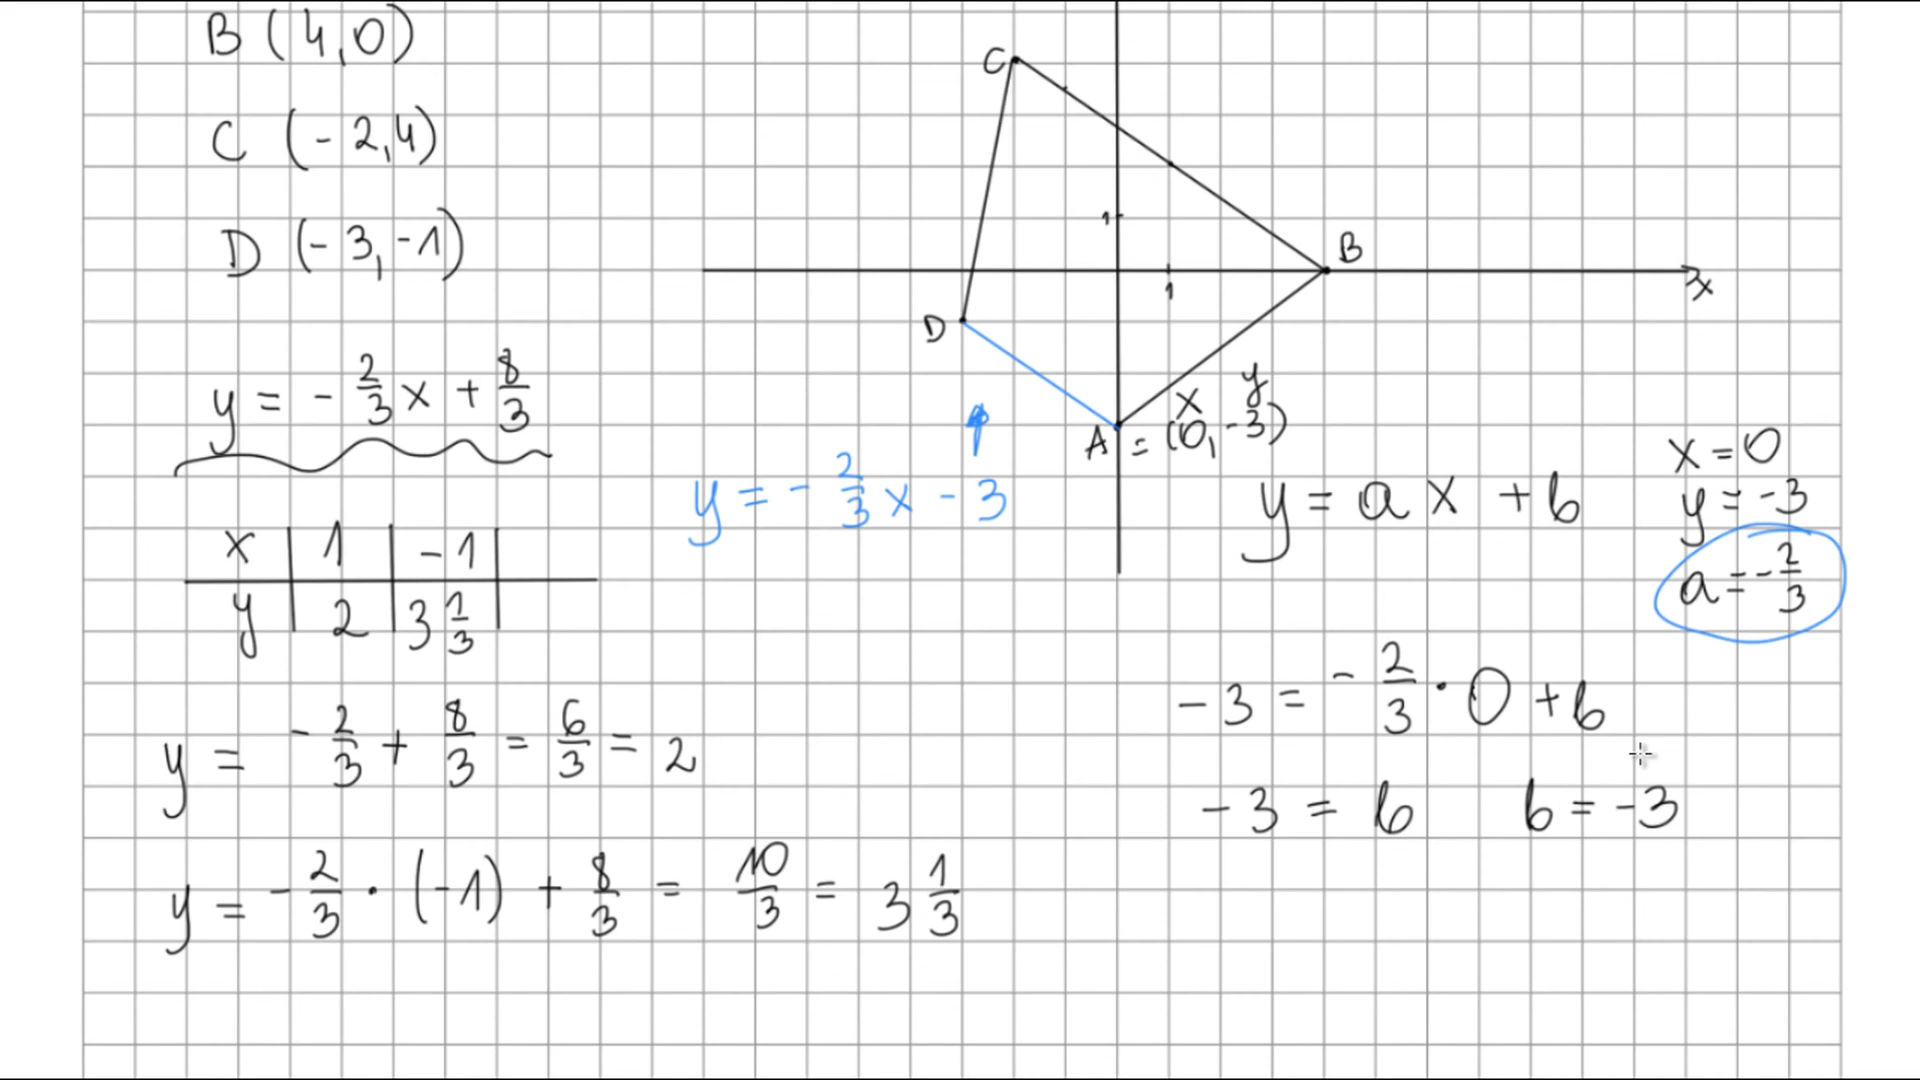 B (4,0)
C (-2,4)
D (-3,-1)
y = -2/3 x + 8/3
x | 1 | -1
y | 2 | 3 1/3
y = -2/3 + 8/3 = 6/3 = 2
y = -2/3 · (-1) + 8/3 = 10/3 = 3 1/3
C
1
B
1
x
D
x y
A = (0,-3)
y = -2/3 x - 3
y = ax + b
x = 0
y = -3
a = -2/3
-3 = -2/3 · 0 + b
-3 = b b = -3